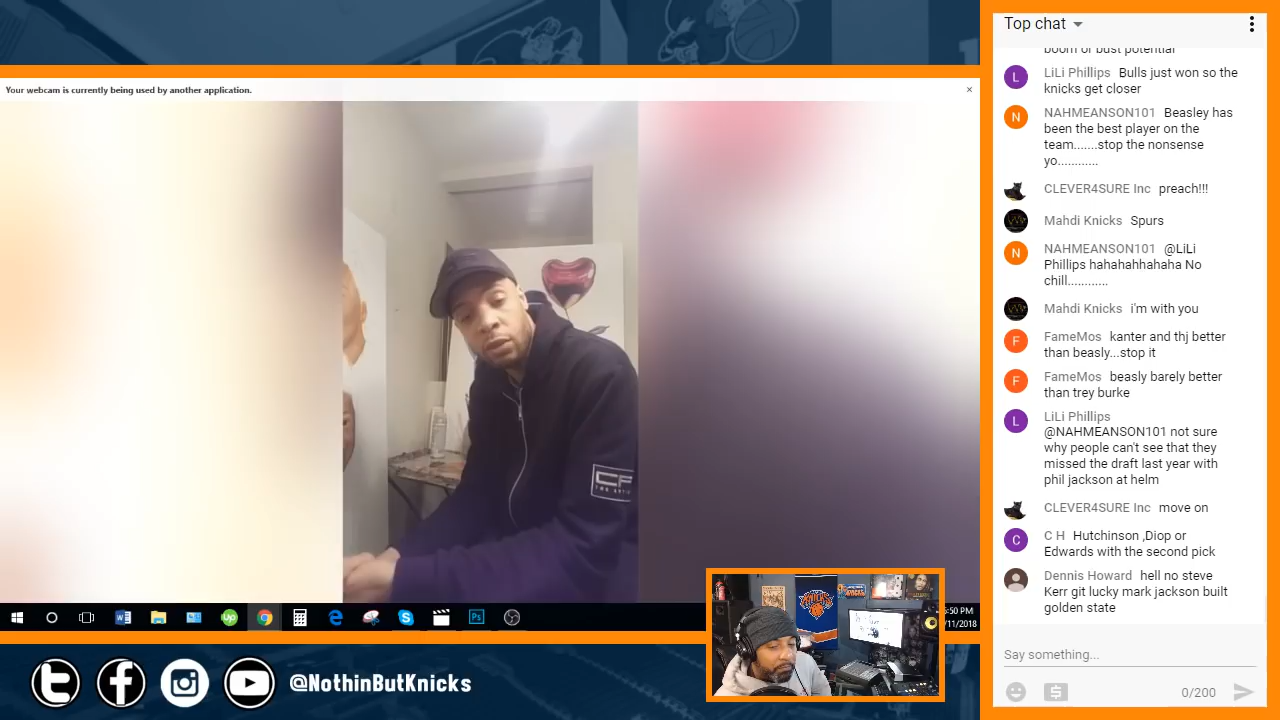 Your webcam is currently being used by another application.
Top chat
boom or bust potential
LiLi Phillips Bulls just won so the
knicks get closer
N
NAHMEANSON101 Beasley has
been the best player on the
team.......stop the nonsense
yo............
CLEVER4SURE Inc preach!!!
Mahdi Knicks Spurs
N
NAHMEANSON101 @LiLi
Phillips hahahahhahaha No
chill............
Mahdi Knicks i'm with you
F
FameMos kanter and thj better
than beasly...stop it
F
FameMos beasly barely better
than trey burke
L
LiLi Phillips
@NAHMEANSON101 not sure
why people can't see that they
missed the draft last year with
phil jackson at helm
CLEVER4SURE Inc move on
C
C H Hutchinson ,Diop or
Edwards with the second pick
Dennis Howard hell no steve
Kerr git lucky mark jackson built
golden state
Say something...
0/200
CF
KNICKS
:50 PM
/11/2018
@NothinButKnicks